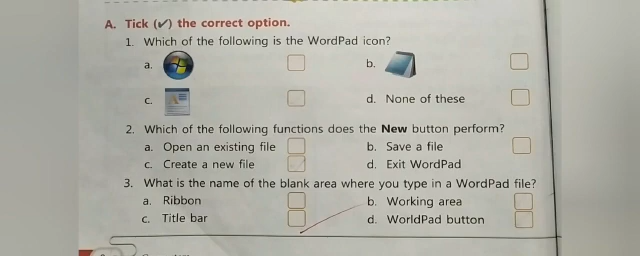 A. Tick (✓) the correct option.
1. Which of the following is the WordPad icon?
a. b.
c. d. None of these
2. Which of the following functions does the New button perform?
a. Open an existing file b. Save a file
c. Create a new file d. Exit WordPad
3. What is the name of the blank area where you type in a WordPad file?
a. Ribbon b. Working area
c. Title bar d. WorldPad button